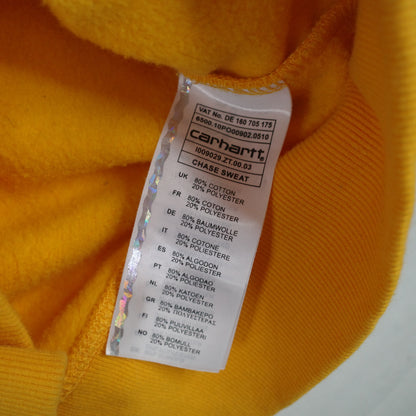 VAT No. DE 160 705 175
6500.10PO00902.0510
carhartt
I009029.ZT.00.03
CHASE SWEAT
UK 80% COTTON
20% POLYESTER
FR 80% COTON
20% POLYESTER
DE 80% BAUMWOLLE
20% POLYESTER
IT 80% COTONE
20% POLIESTERE
ES 80% ALGODON
20% POLIESTER
PT 80% ALGODAO
20% POLIESTER
NL 80% KATOEN
20% POLYESTER
GR 80% ΒΑΜΒΑΚΕΡΟ
20% ΠΟΛΥΕΣΤΕΡΑΣ
FI 80% PUUVILLAA
20% POLYESTER
NO 80% BOMULL
20% POLYESTER